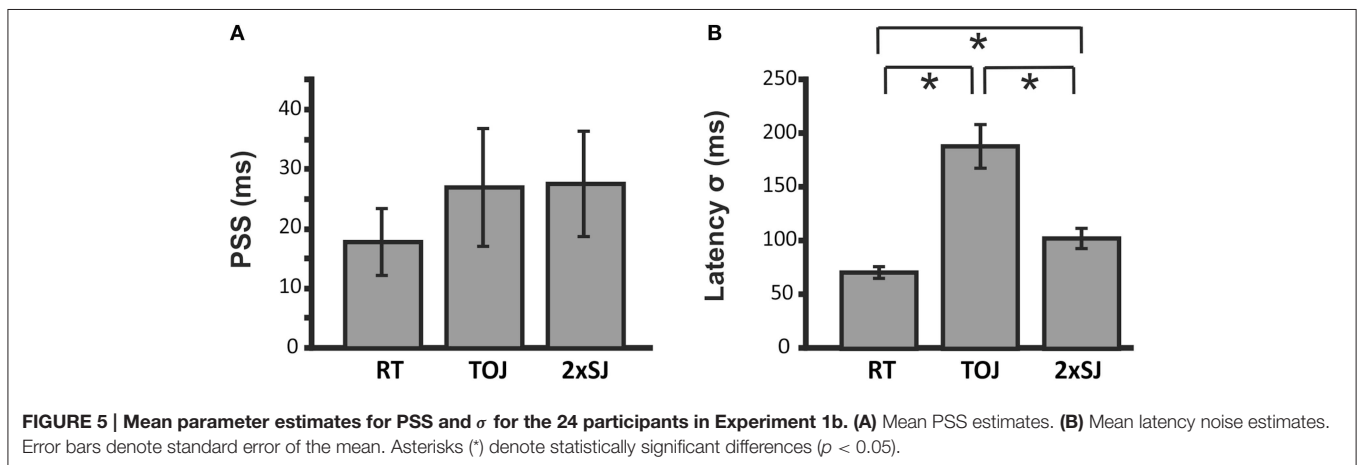 A
PSS (ms)
40
30
20
10
0
RT TOJ 2xSJ
B
* 
* *
Latency σ (ms)
250
200
150
100
50
0
RT TOJ 2xSJ
FIGURE 5 | Mean parameter estimates for PSS and σ for the 24 participants in Experiment 1b. (A) Mean PSS estimates. (B) Mean latency noise estimates.
Error bars denote standard error of the mean. Asterisks (*) denote statistically significant differences (p < 0.05).